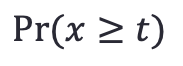 Pr(𝑥 ≥ 𝑡)